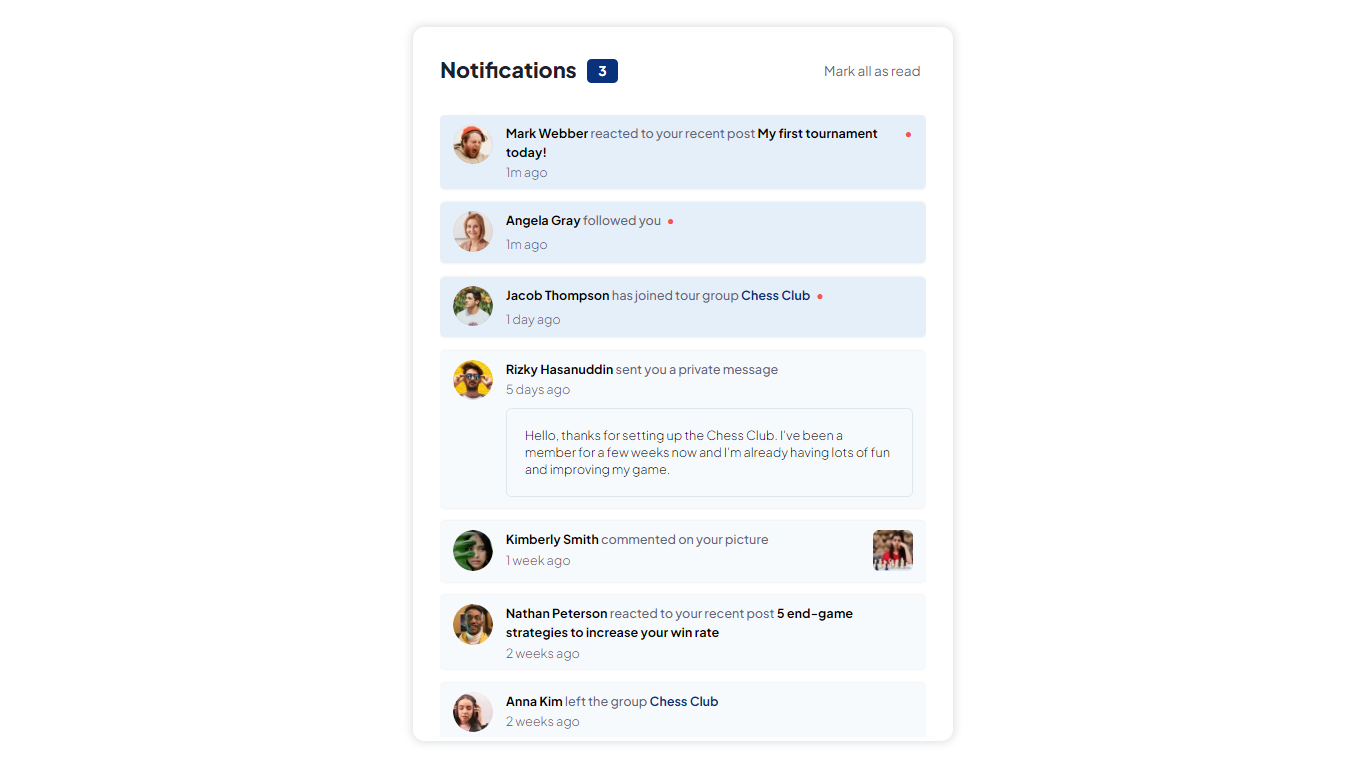 Notifications 3
Mark all as read
Mark Webber reacted to your recent post My first tournament
today!
1m ago
Angela Gray followed you
1m ago
Jacob Thompson has joined tour group Chess Club
1 day ago
Rizky Hasanuddin sent you a private message
5 days ago
Hello, thanks for setting up the Chess Club. I've been a
member for a few weeks now and I'm already having lots of fun
and improving my game.
Kimberly Smith commented on your picture
1 week ago
Nathan Peterson reacted to your recent post 5 end-game
strategies to increase your win rate
2 weeks ago
Anna Kim left the group Chess Club
2 weeks ago